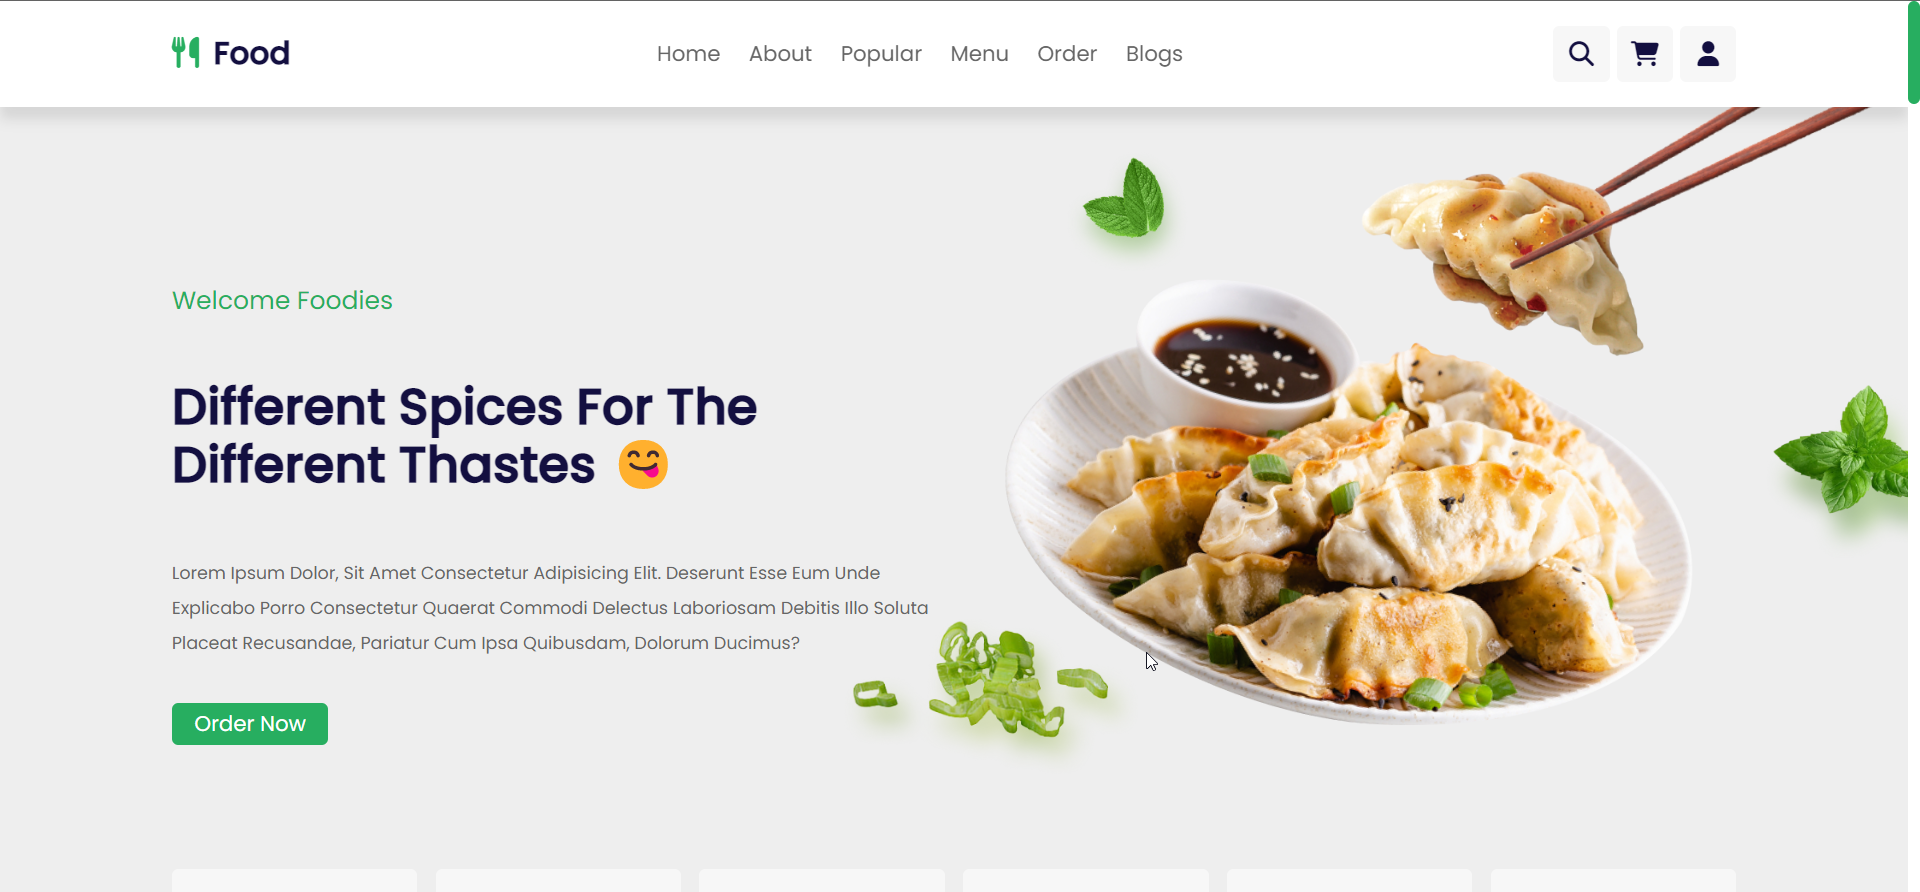 Food
Home About Popular Menu Order Blogs
Welcome Foodies
Different Spices For The
Different Thastes 😋
Lorem Ipsum Dolor, Sit Amet Consectetur Adipisicing Elit. Deserunt Esse Eum Unde
Explicabo Porro Consectetur Quaerat Commodi Delectus Laboriosam Debitis Illo Soluta
Placeat Recusandae, Pariatur Cum Ipsa Quibusdam, Dolorum Ducimus?
Order Now